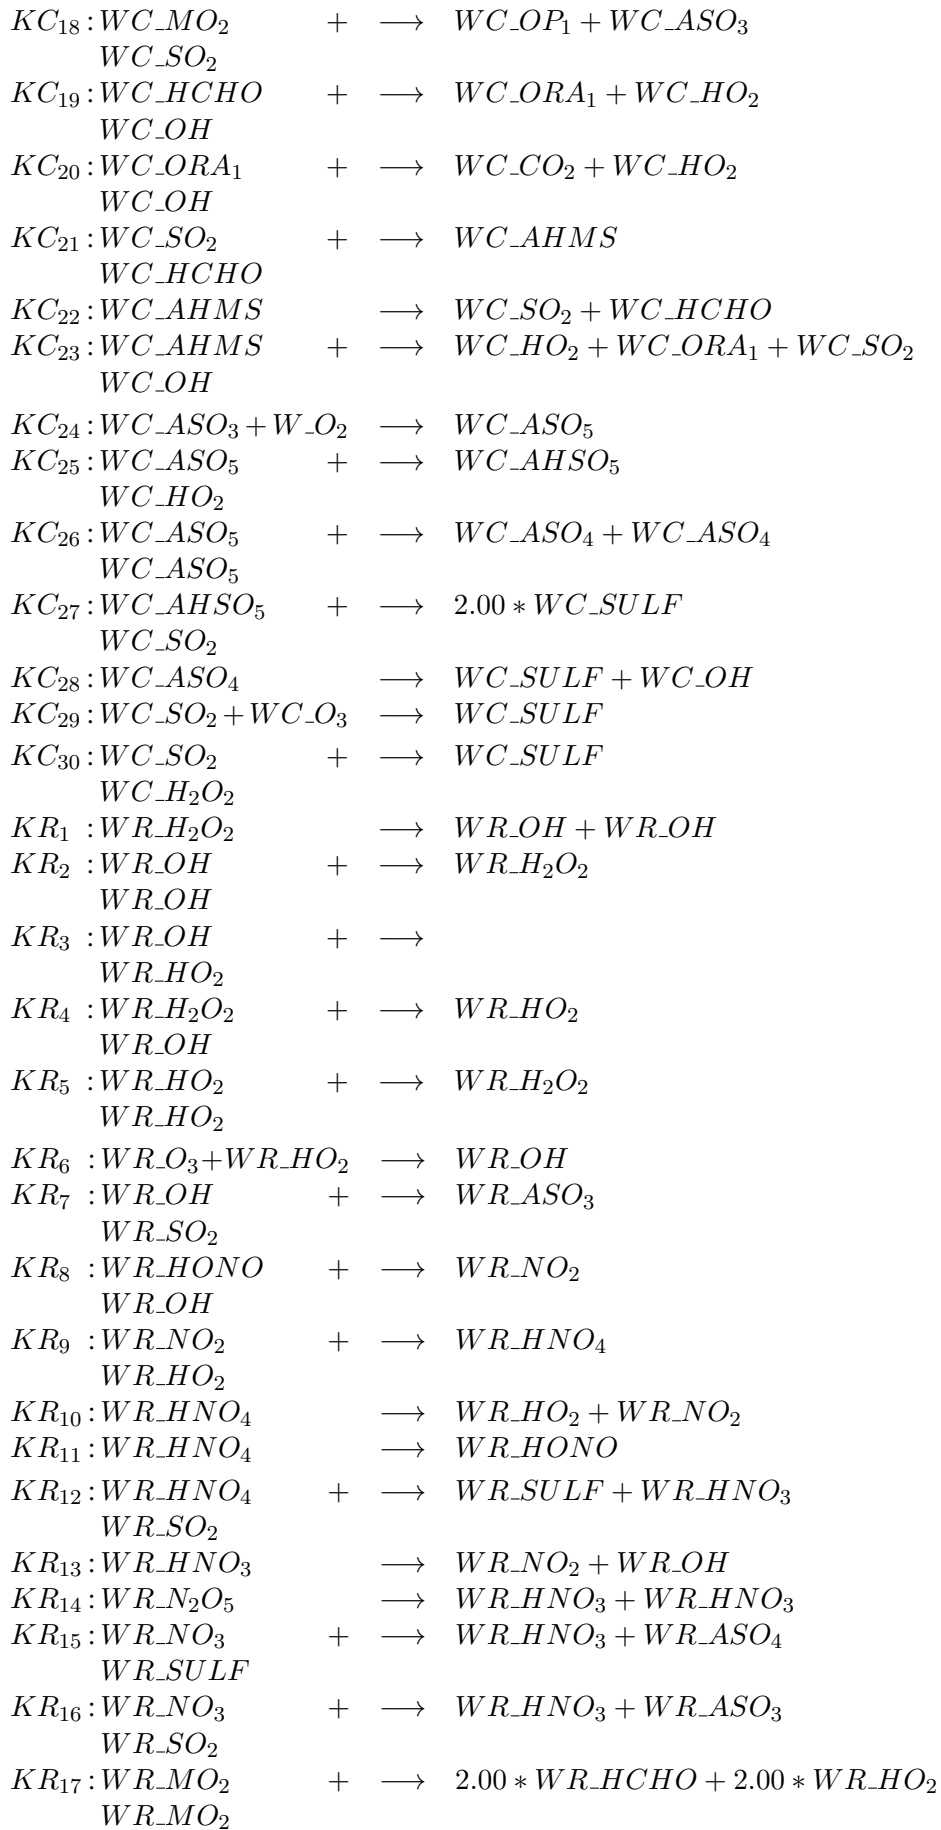 KC₁₈ : WC_MO₂ + ⟶ WC_OP₁ + WC_ASO₃
WC_SO₂
KC₁₉ : WC_HCHO + ⟶ WC_ORA₁ + WC_HO₂
WC_OH
KC₂₀ : WC_ORA₁ + ⟶ WC_CO₂ + WC_HO₂
WC_OH
KC₂₁ : WC_SO₂ + ⟶ WC_AHMS
WC_HCHO
KC₂₂ : WC_AHMS ⟶ WC_SO₂ + WC_HCHO
KC₂₃ : WC_AHMS + ⟶ WC_HO₂ + WC_ORA₁ + WC_SO₂
WC_OH
KC₂₄ : WC_ASO₃ + W_O₂ ⟶ WC_ASO₅
KC₂₅ : WC_ASO₅ + ⟶ WC_AHSO₅
WC_HO₂
KC₂₆ : WC_ASO₅ + ⟶ WC_ASO₄ + WC_ASO₄
WC_ASO₅
KC₂₇ : WC_AHSO₅ + ⟶ 2.00 * WC_SULF
WC_SO₂
KC₂₈ : WC_ASO₄ ⟶ WC_SULF + WC_OH
KC₂₉ : WC_SO₂ + WC_O₃ ⟶ WC_SULF
KC₃₀ : WC_SO₂ + ⟶ WC_SULF
WC_H₂O₂
KR₁ : WR_H₂O₂ ⟶ WR_OH + WR_OH
KR₂ : WR_OH + ⟶ WR_H₂O₂
WR_OH
KR₃ : WR_OH + ⟶
WR_HO₂
KR₄ : WR_H₂O₂ + ⟶ WR_HO₂
WR_OH
KR₅ : WR_HO₂ + ⟶ WR_H₂O₂
WR_HO₂
KR₆ : WR_O₃+WR_HO₂ ⟶ WR_OH
KR₇ : WR_OH + ⟶ WR_ASO₃
WR_SO₂
KR₈ : WR_HONO + ⟶ WR_NO₂
WR_OH
KR₉ : WR_NO₂ + ⟶ WR_HNO₄
WR_HO₂
KR₁₀ : WR_HNO₄ ⟶ WR_HO₂ + WR_NO₂
KR₁₁ : WR_HNO₄ ⟶ WR_HONO
KR₁₂ : WR_HNO₄ + ⟶ WR_SULF + WR_HNO₃
WR_SO₂
KR₁₃ : WR_HNO₃ ⟶ WR_NO₂ + WR_OH
KR₁₄ : WR_N₂O₅ ⟶ WR_HNO₃ + WR_HNO₃
KR₁₅ : WR_NO₃ + ⟶ WR_HNO₃ + WR_ASO₄
WR_SULF
KR₁₆ : WR_NO₃ + ⟶ WR_HNO₃ + WR_ASO₃
WR_SO₂
KR₁₇ : WR_MO₂ + ⟶ 2.00 * WR_HCHO + 2.00 * WR_HO₂
WR_MO₂